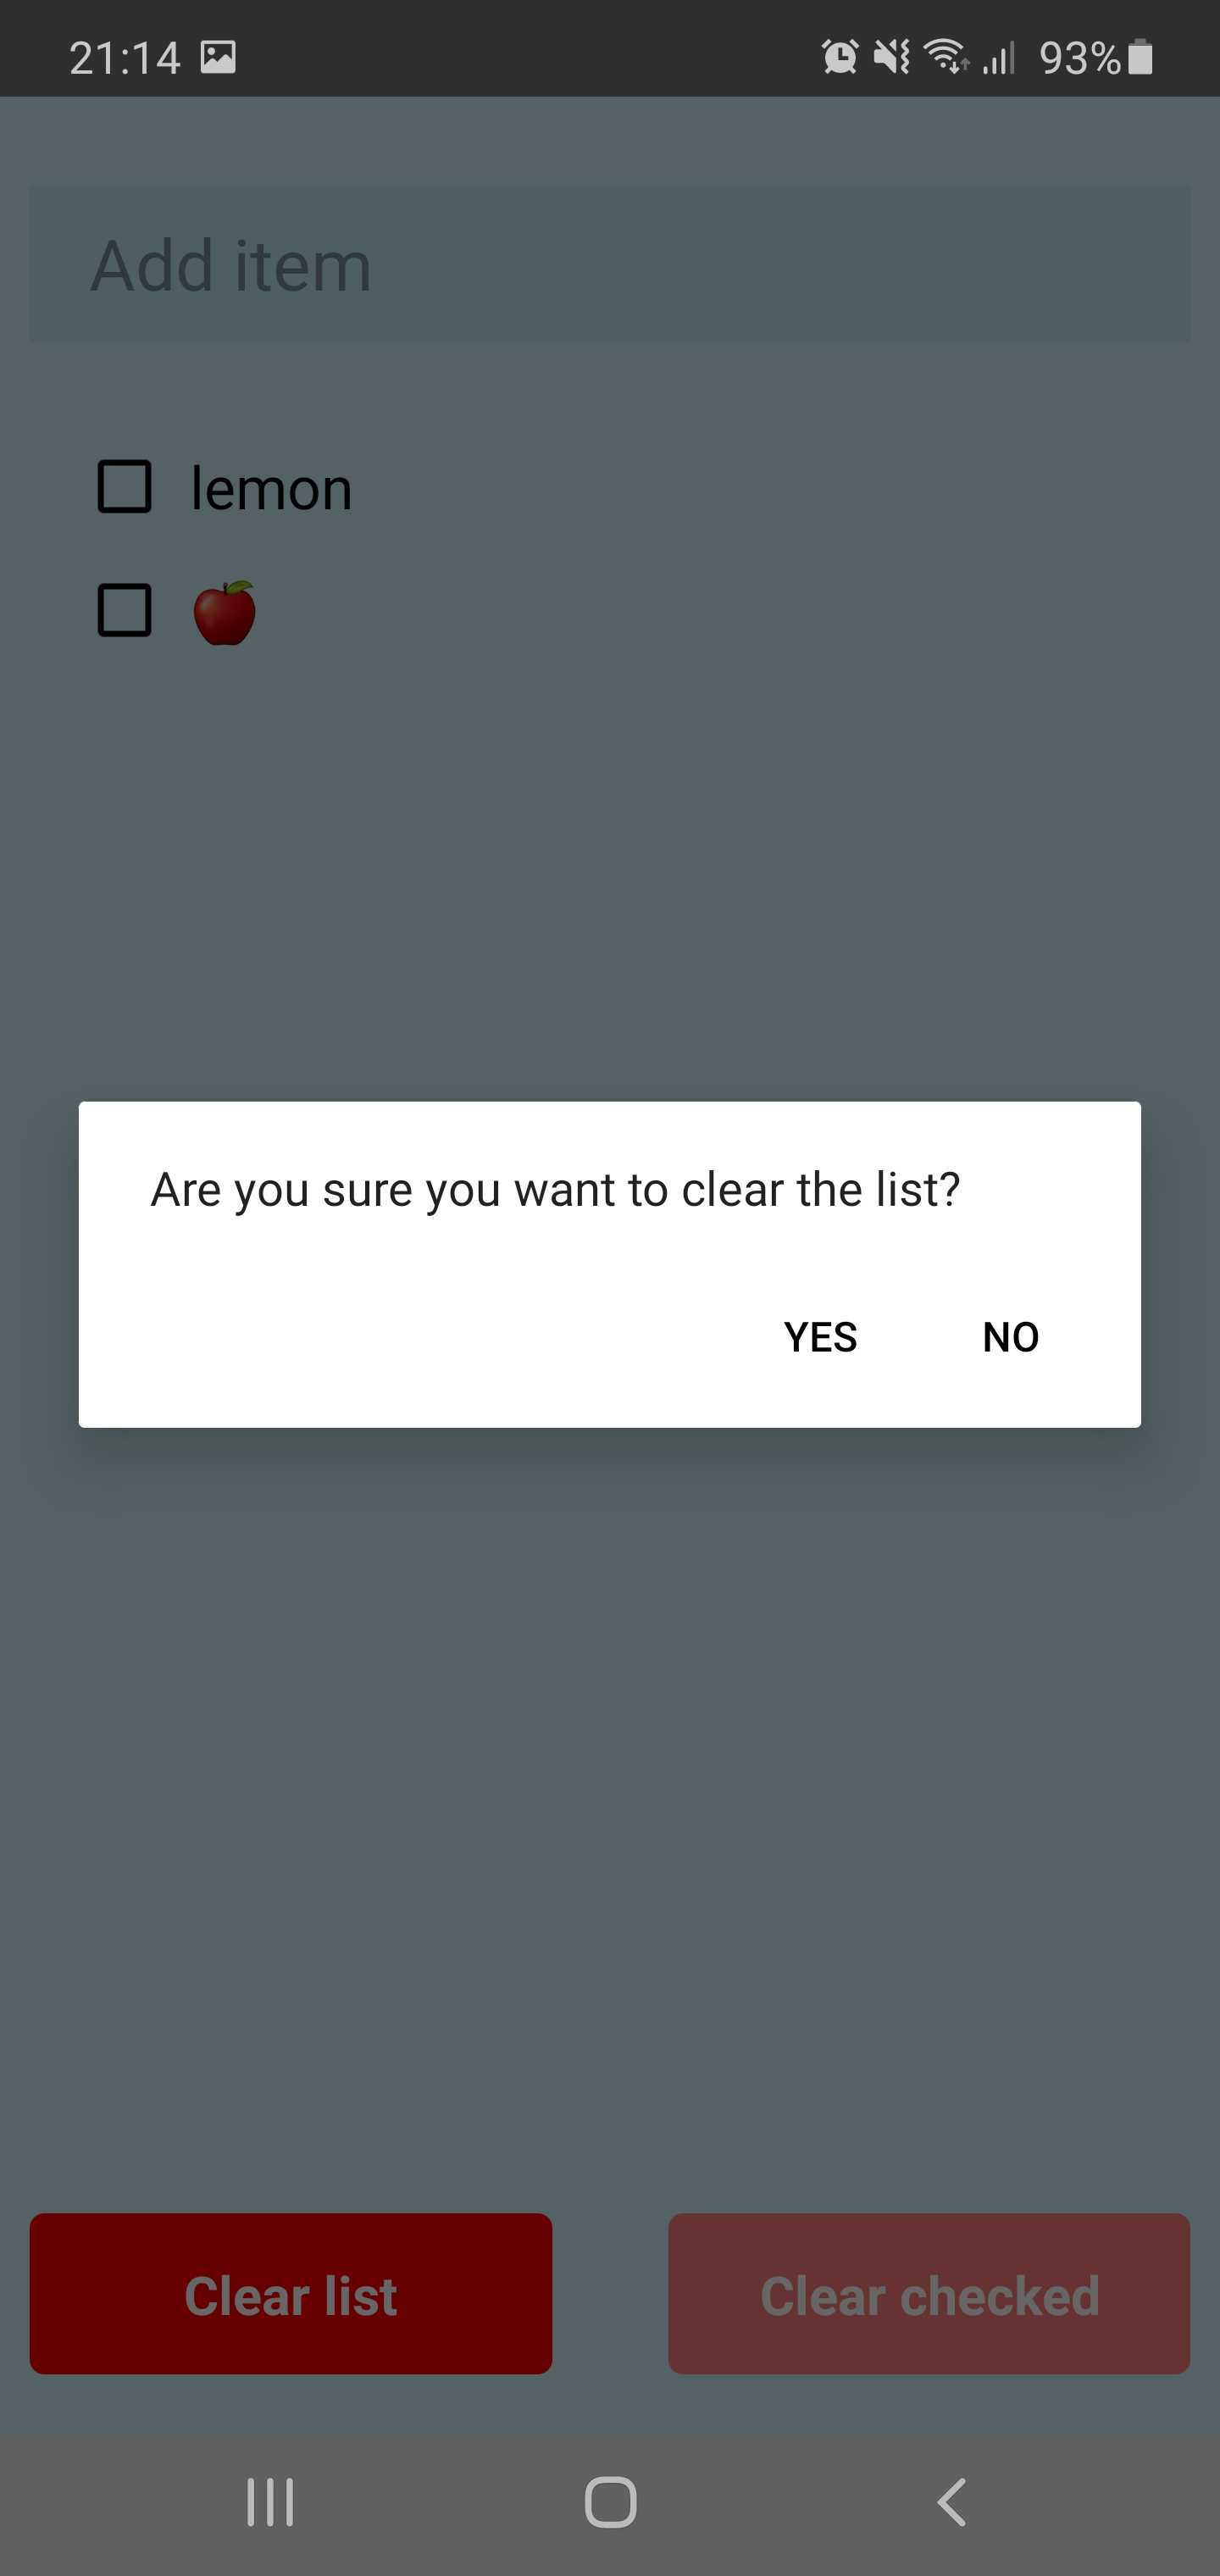 21:14 93%
Add item
lemon
🍎
Are you sure you want to clear the list?
YES NO
Clear list Clear checked